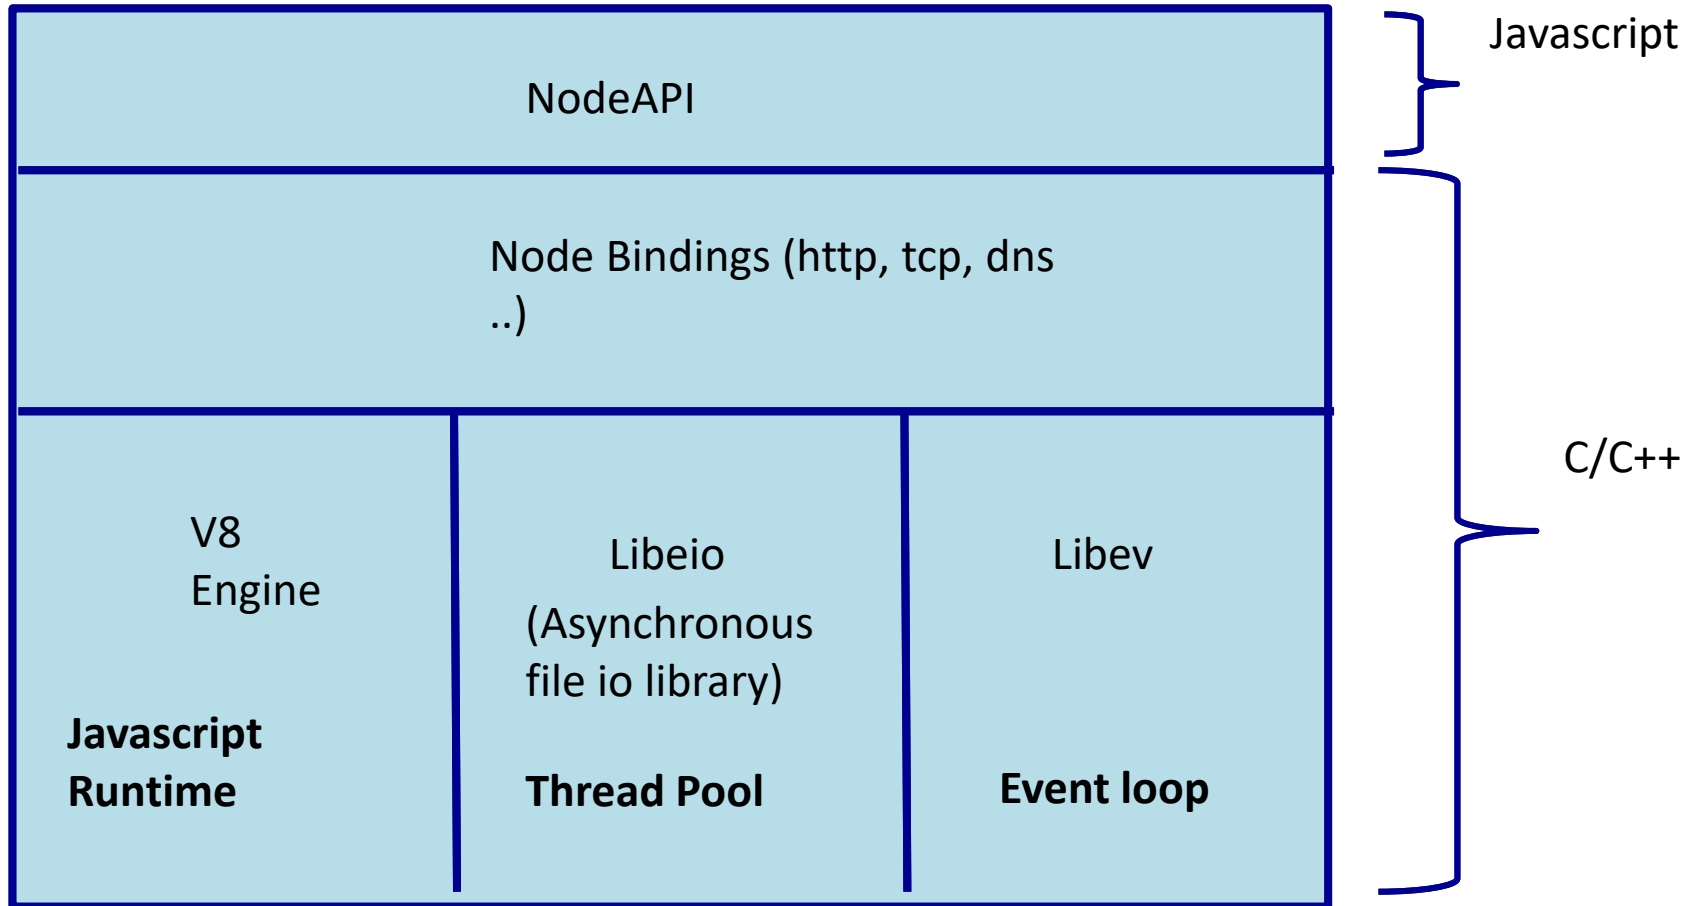 NodeAPI
Javascript
Node Bindings (http, tcp, dns
..)
C/C++
V8
Engine
Javascript
Runtime
Libeio
(Asynchronous
file io library)
Thread Pool
Libev
Event loop